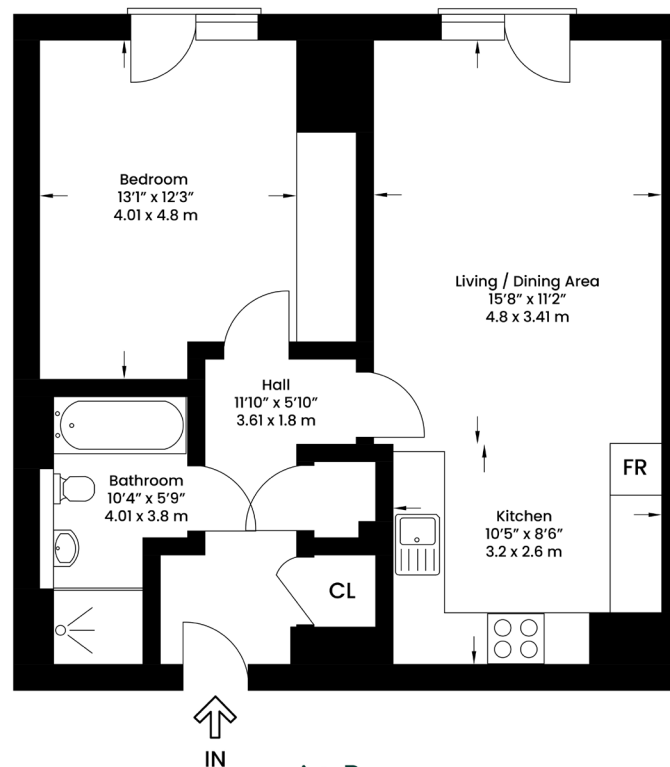 Bedroom
13'1" x 12'3"
4.01 x 4.8 m
Living / Dining Area
15'8" x 11'2"
4.8 x 3.41 m
Hall
11'10" x 5'10"
3.61 x 1.8 m
FR
Bathroom
10'4" x 5'9"
4.01 x 3.8 m
Kitchen
10'5" x 8'6"
3.2 x 2.6 m
CL
IN